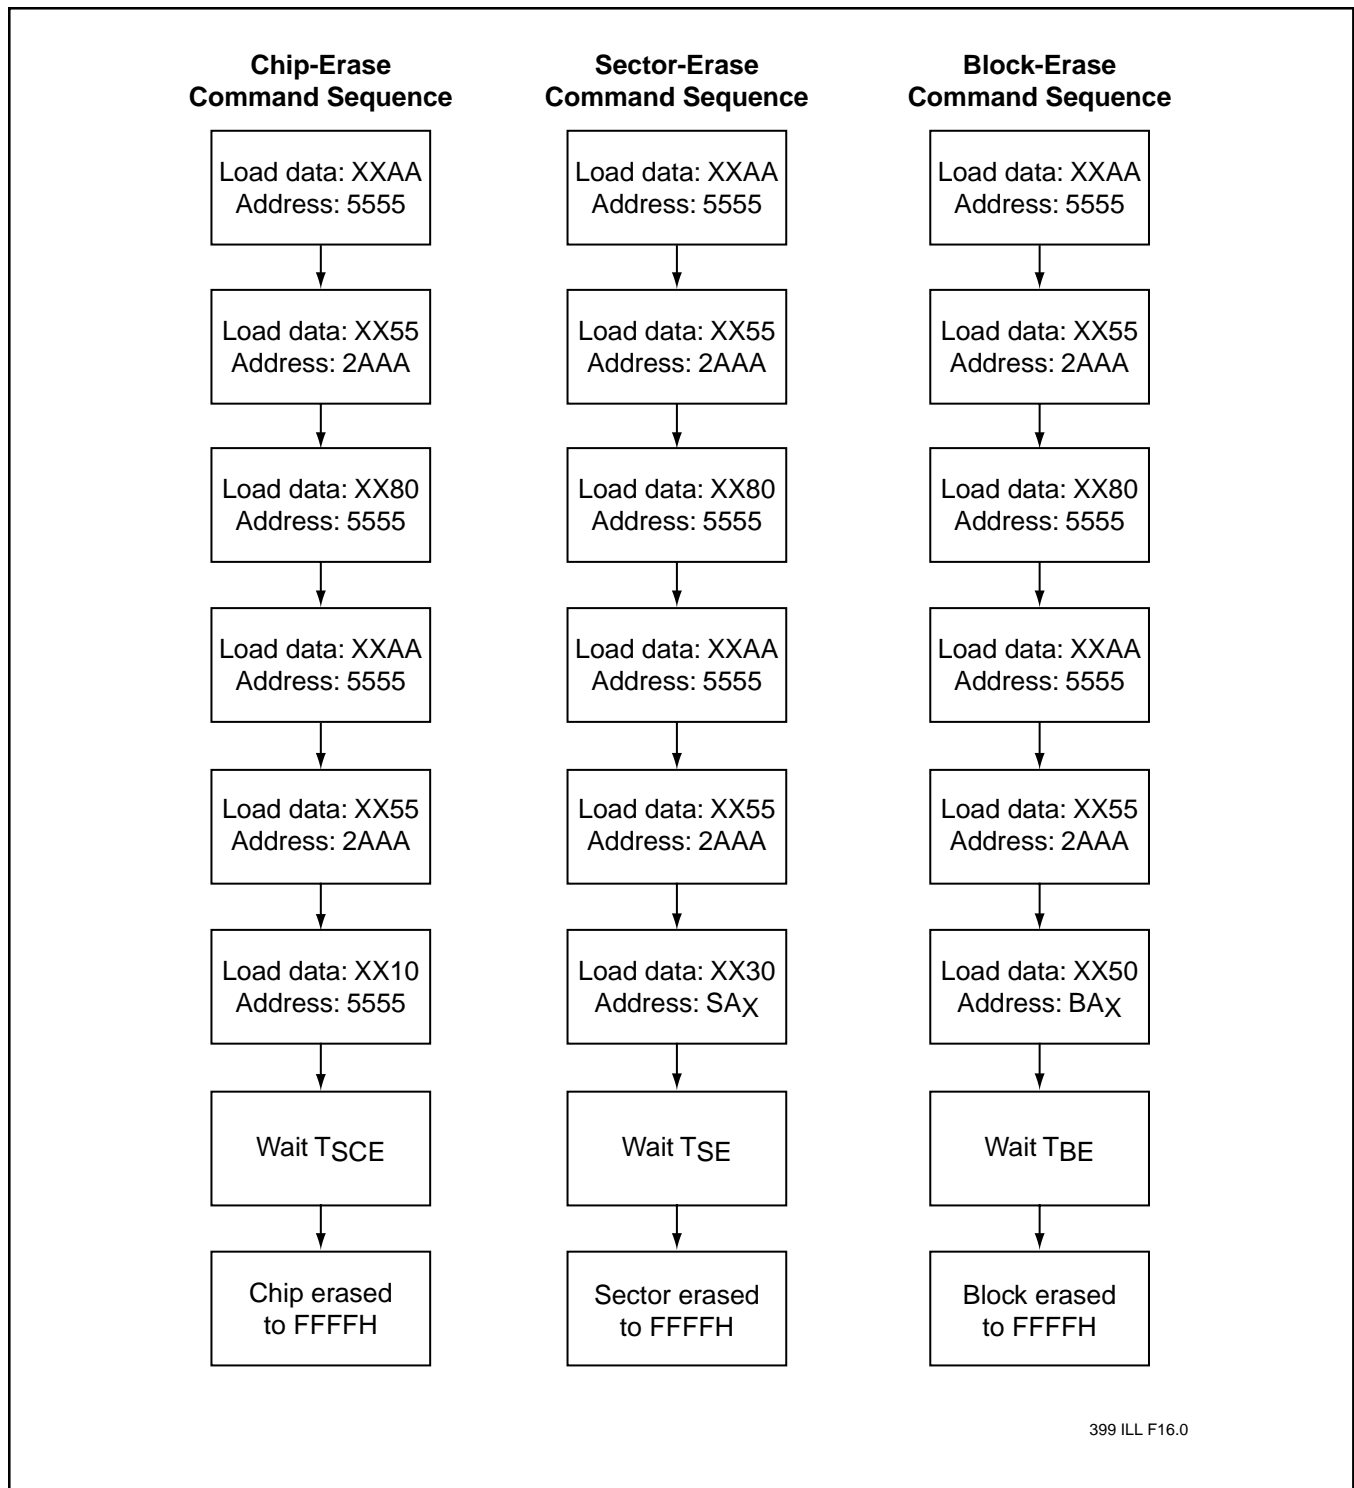 Chip-Erase
Command Sequence
Load data: XXAA
Address: 5555
Load data: XX55
Address: 2AAA
Load data: XX80
Address: 5555
Load data: XXAA
Address: 5555
Load data: XX55
Address: 2AAA
Load data: XX10
Address: 5555
Wait TSCE
Chip erased
to FFFFH
Sector-Erase
Command Sequence
Load data: XXAA
Address: 5555
Load data: XX55
Address: 2AAA
Load data: XX80
Address: 5555
Load data: XXAA
Address: 5555
Load data: XX55
Address: 2AAA
Load data: XX30
Address: SAX
Wait TSE
Sector erased
to FFFFH
Block-Erase
Command Sequence
Load data: XXAA
Address: 5555
Load data: XX55
Address: 2AAA
Load data: XX80
Address: 5555
Load data: XXAA
Address: 5555
Load data: XX55
Address: 2AAA
Load data: XX50
Address: BAX
Wait TBE
Block erased
to FFFFH
399 ILL F16.0